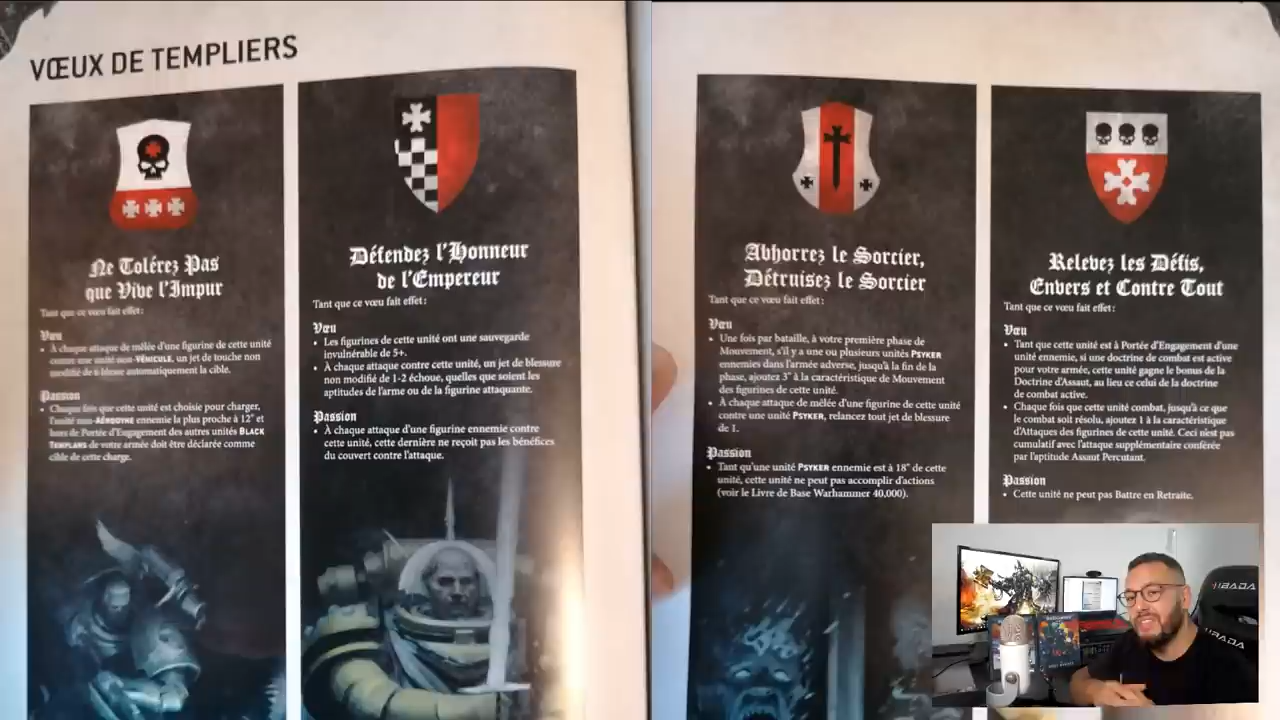 VŒUX DE TEMPLIERS
Ne Tolérez Pas
que Vive l'Impur
Tant que ce vœu fait effet :
Vœu
• À chaque attaque de mêlée d'une figurine de cette unité
contre une unité non-VÉHICULE, un jet de touche non
modifié de 6 blesse automatiquement la cible.
Passion
• Chaque fois que cette unité est choisie pour charger,
l'unité non-AÉRODYNE ennemie la plus proche à 12" et
hors de Portée d'Engagement des autres unités BLACK
TEMPLARS de votre armée doit être déclarée comme
cible de cette charge.
Défendez l'Honneur
de l'Empereur
Tant que ce vœu fait effet :
Vœu
• Les figurines de cette unité ont une sauvegarde
invulnérable de 5+.
• À chaque attaque contre cette unité, un jet de blessure
non modifié de 1-2 échoue, quelles que soient les
aptitudes de l'arme ou de la figurine attaquante.
Passion
• À chaque attaque d'une figurine ennemie contre
cette unité, cette dernière ne reçoit pas les bénéfices
du couvert contre l'attaque.
Abhorrez le Sorcier,
Détruisez le Sorcier
Tant que ce vœu fait effet :
Vœu
• Une fois par bataille, à votre première phase de
Mouvement, s'il y a une ou plusieurs unités PSYKER
ennemies dans l'armée adverse, jusqu'à la fin de la
phase, ajoutez 3" à la caractéristique de Mouvement
des figurines de cette unité.
• À chaque attaque de mêlée d'une figurine de cette unité
contre une unité PSYKER, relancez tout jet de blessure
de 1.
Passion
• Tant qu'une unité PSYKER ennemie est à 18" de cette
unité, cette unité ne peut pas accomplir d'actions
(voir le Livre de Base Warhammer 40,000).
Relevez les Défis,
Envers et Contre Tout
Tant que ce vœu fait effet :
Vœu
• Tant que cette unité est à Portée d'Engagement d'une
unité ennemie, si une doctrine de combat est active
pour votre armée, cette unité gagne le bonus de la
Doctrine d'Assaut, au lieu ce celui de la doctrine
de combat active.
• Chaque fois que cette unité combat, jusqu'à ce que
le combat soit résolu, ajoutez 1 à la caractéristique
d'Attaques des figurines de cette unité. Ceci n'est pas
cumulatif avec l'attaque supplémentaire conférée
par l'aptitude Assaut Percutant.
Passion
• Cette unité ne peut pas Battre en Retraite.